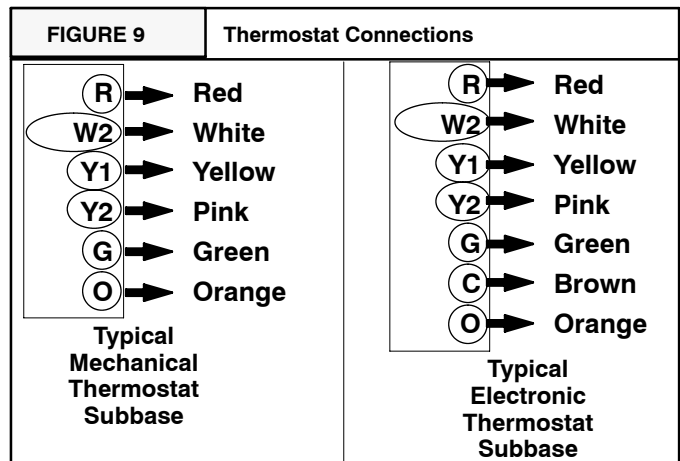 FIGURE 9
Thermostat Connections
R Red
W2 White
Y1 Yellow
Y2 Pink
G Green
O Orange
Typical
Mechanical
Thermostat
Subbase
R Red
W2 White
Y1 Yellow
Y2 Pink
G Green
C Brown
O Orange
Typical
Electronic
Thermostat
Subbase